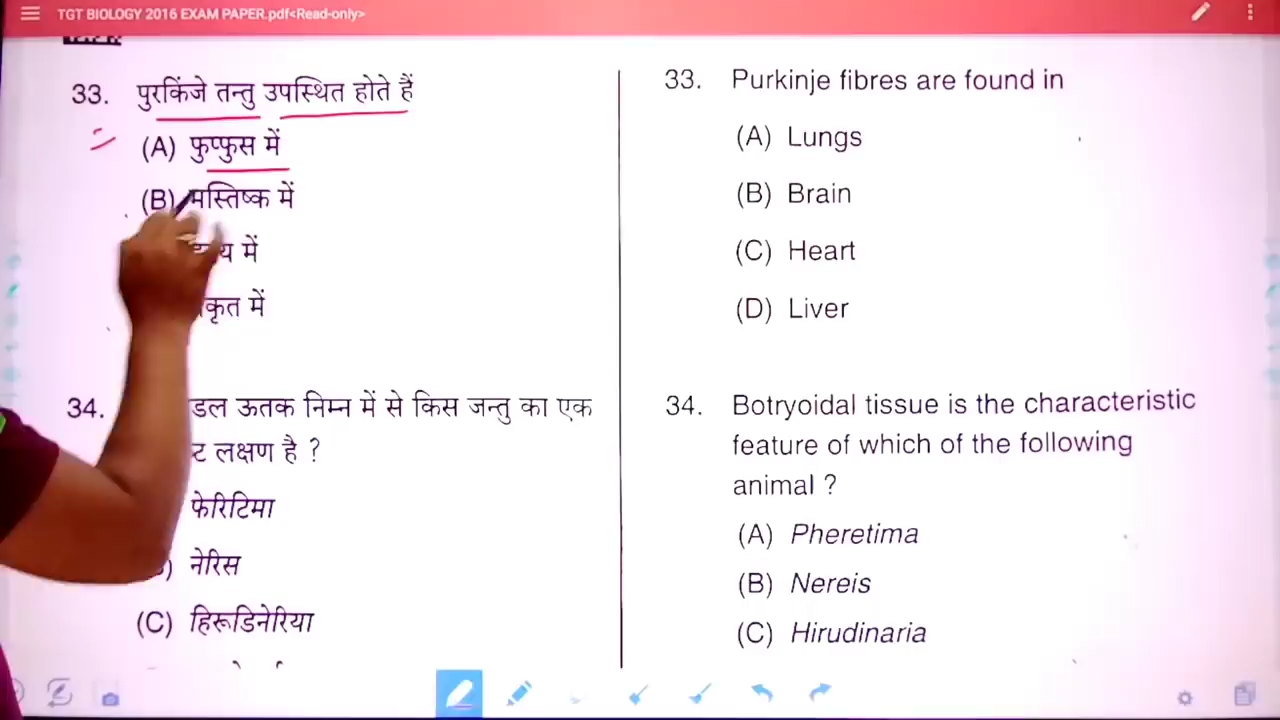 TGT BIOLOGY 2016 EXAM PAPER.pdf<Read-only>
33. पुरकिंजे तन्तु उपस्थित होते हैं
(A) फुप्फुस में
(B) मस्तिष्क में
में
में
34. ऊतक निम्न में से किस जन्तु का एक
लक्षण है ?
फेरिटिमा
नेरिस
(C) हिरूडिनेरिया
33. Purkinje fibres are found in
(A) Lungs
(B) Brain
(C) Heart
(D) Liver
34. Botryoidal tissue is the characteristic
feature of which of the following
animal ?
(A) Pheretima
(B) Nereis
(C) Hirudinaria